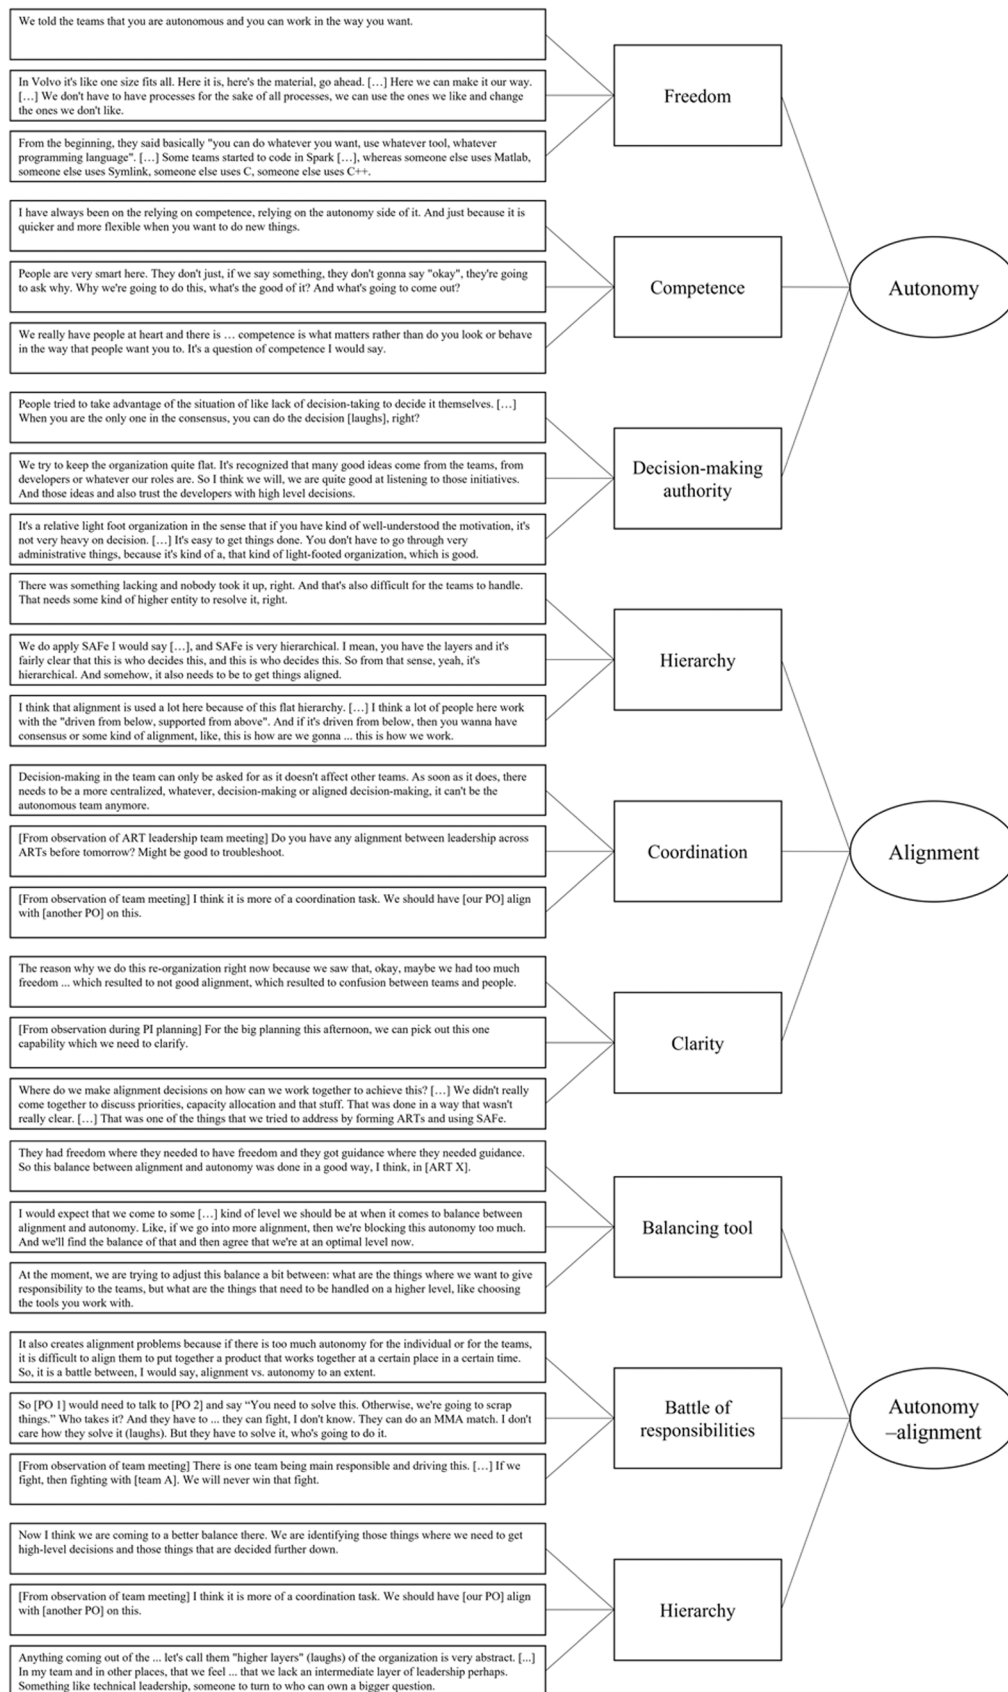 We told the teams that you are autonomous and you can work in the way you want.
In Volvo it's like one size fits all. Here it is, here's the material, go ahead. […] Here we can make it our way.
[…] We don't have to have processes for the sake of all processes, we can use the ones we like and change
the ones we don't like.
From the beginning, they said basically "you can do whatever you want, use whatever tool, whatever
programming language". […] Some teams started to code in Spark […], whereas someone else uses Matlab,
someone else uses Symlink, someone else uses C, someone else uses C++.
Freedom
I have always been on the relying on competence, relying on the autonomy side of it. And just because it is
quicker and more flexible when you want to do new things.
People are very smart here. They don't just, if we say something, they don't gonna say "okay", they're going
to ask why. Why we're going to do this, what's the good of it? And what's going to come out?
We really have people at heart and there is … competence is what matters rather than do you look or behave
in the way that people want you to. It's a question of competence I would say.
Competence
Autonomy
People tried to take advantage of the situation of like lack of decision-taking to decide it themselves. […]
When you are the only one in the consensus, you can do the decision [laughs], right?
We try to keep the organization quite flat. It's recognized that many good ideas come from the teams, from
developers or whatever our roles are. So I think we will, we are quite good at listening to those initiatives.
And those ideas and also trust the developers with high level decisions.
It's a relative light foot organization in the sense that if you have kind of well-understood the motivation, it's
not very heavy on decision. […] It's easy to get things done. You don't have to go through very
administrative things, because it's kind of a, that kind of light-footed organization, which is good.
Decision-making
authority
There was something lacking and nobody took it up, right. And that's also difficult for the teams to handle.
That needs some kind of higher entity to resolve it, right.
We do apply SAFe I would say […], and SAFe is very hierarchical. I mean, you have the layers and it's
fairly clear that this is who decides this, and this is who decides this. So from that sense, yeah, it's
hierarchical. And somehow, it also needs to be to get things aligned.
I think that alignment is used a lot here because of this flat hierarchy. […] I think a lot of people here work
with the "driven from below, supported from above". And if it's driven from below, then you wanna have
consensus or some kind of alignment, like, this is how are we gonna ... this is how we work.
Hierarchy
Decision-making in the team can only be asked for as it doesn't affect other teams. As soon as it does, there
needs to be a more centralized, whatever, decision-making or aligned decision-making, it can't be the
autonomous team anymore.
[From observation of ART leadership team meeting] Do you have any alignment between leadership across
ARTs before tomorrow? Might be good to troubleshoot.
[From observation of team meeting] I think it is more of a coordination task. We should have [our PO] align
with [another PO] on this.
Coordination
Alignment
The reason why we do this re-organization right now because we saw that, okay, maybe we had too much
freedom ... which resulted to not good alignment, which resulted to confusion between teams and people.
[From observation during PI planning] For the big planning this afternoon, we can pick out this one
capability which we need to clarify.
Where do we make alignment decisions on how can we work together to achieve this? […] We didn't really
come together to discuss priorities, capacity allocation and that stuff. That was done in a way that wasn't
really clear. […] That was one of the things that we tried to address by forming ARTs and using SAFe.
Clarity
They had freedom where they needed to have freedom and they got guidance where they needed guidance.
So this balance between alignment and autonomy was done in a good way, I think, in [ART X].
I would expect that we come to some […] kind of level we should be at when it comes to balance between
alignment and autonomy. Like, if we go into more alignment, then we're blocking this autonomy too much.
And we'll find the balance of that and then agree that we're at an optimal level now.
At the moment, we are trying to adjust this balance a bit between: what are the things where we want to give
responsibility to the teams, but what are the things that need to be handled on a higher level, like choosing
the tools you work with.
Balancing tool
It also creates alignment problems because if there is too much autonomy for the individual or for the teams,
it is difficult to align them to put together a product that works together at a certain place in a certain time.
So, it is a battle between, I would say, alignment vs. autonomy to an extent.
So [PO 1] would need to talk to [PO 2] and say “You need to solve this. Otherwise, we're going to scrap
things.” Who takes it? And they have to ... they can fight, I don't know. They can do an MMA match. I don't
care how they solve it (laughs). But they have to solve it, who's going to do it.
[From observation of team meeting] There is one team being main responsible and driving this. […] If we
fight, then fighting with [team A]. We will never win that fight.
Battle of
responsibilities
Autonomy
–alignment
Now I think we are coming to a better balance there. We are identifying those things where we need to get
high-level decisions and those things that are decided further down.
[From observation of team meeting] I think it is more of a coordination task. We should have [our PO] align
with [another PO] on this.
Anything coming out of the ... let's call them "higher layers" (laughs) of the organization is very abstract. [...]
In my team and in other places, that we feel ... that we lack an intermediate layer of leadership perhaps.
Something like technical leadership, someone to turn to who can own a bigger question.
Hierarchy